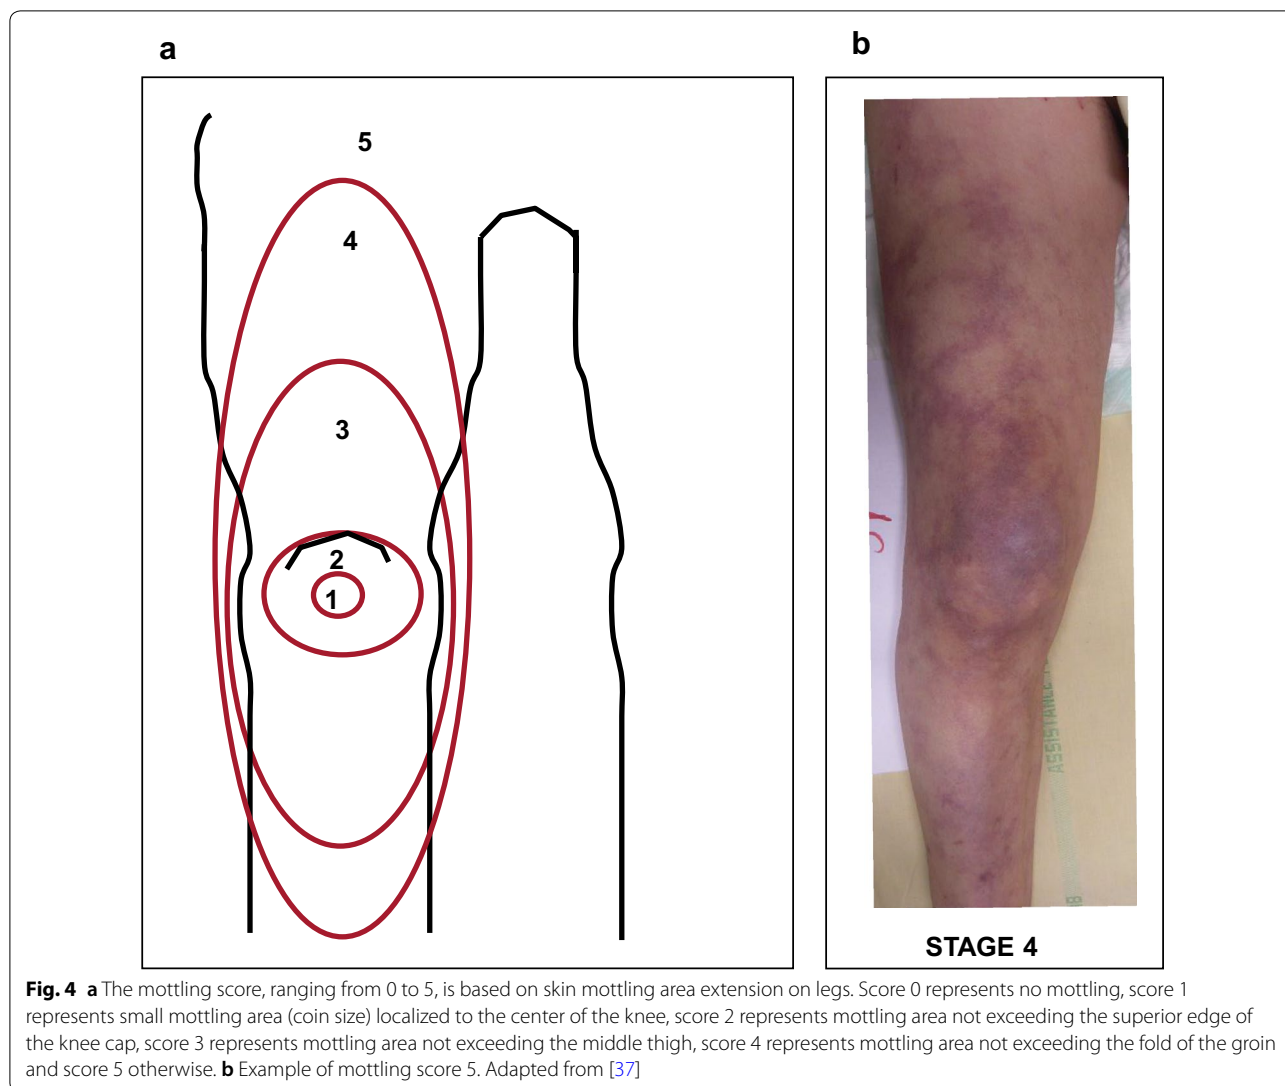 a
b
5
4
3
2
1
ASSISTANCE
STAGE 4
Fig. 4 a The mottling score, ranging from 0 to 5, is based on skin mottling area extension on legs. Score 0 represents no mottling, score 1
represents small mottling area (coin size) localized to the center of the knee, score 2 represents mottling area not exceeding the superior edge of
the knee cap, score 3 represents mottling area not exceeding the middle thigh, score 4 represents mottling area not exceeding the fold of the groin
and score 5 otherwise. b Example of mottling score 5. Adapted from [37]